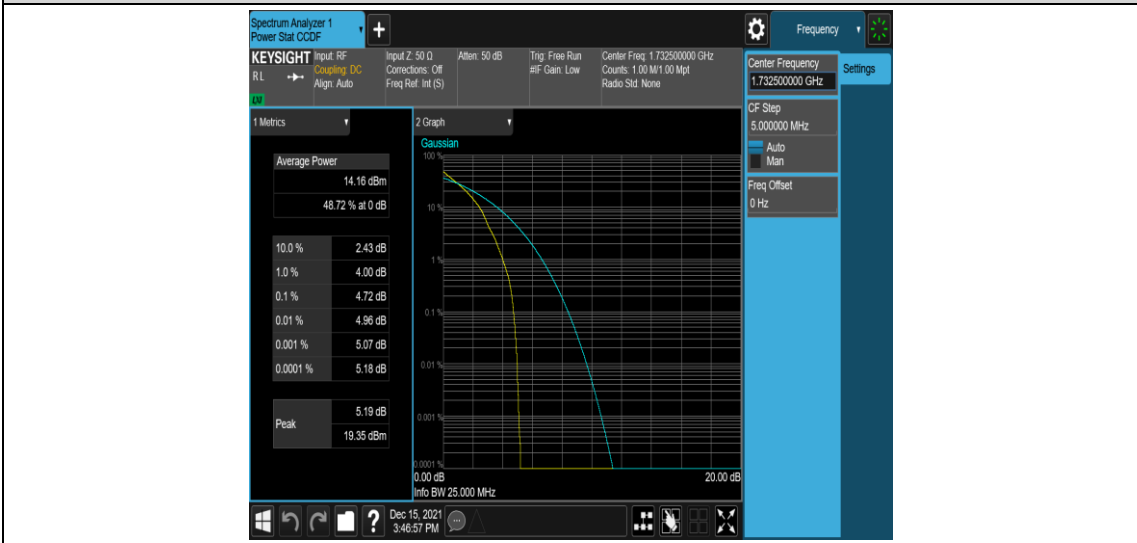 Spectrum Analyzer 1
Power Stat CCDF
+
Frequency
KEYSIGHT
RL
LXI
Input: RF
Coupling: DC
Align: Auto
Input Z: 50 Ω
Corrections: Off
Freq Ref: Int (S)
Atten: 50 dB
Trig: Free Run
#IF Gain: Low
Center Freq: 1.732500000 GHz
Counts: 1.00 M/1.00 Mpt
Radio Std: None
Center Frequency
1.732500000 GHz
Settings
CF Step
5.000000 MHz
Auto
Man
Freq Offset
0 Hz
1 Metrics
Average Power
14.16 dBm
48.72 % at 0 dB
10.0 % 2.43 dB
1.0 % 4.00 dB
0.1 % 4.72 dB
0.01 % 4.96 dB
0.001 % 5.07 dB
0.0001 % 5.18 dB
Peak
5.19 dB
19.35 dBm
2 Graph
Gaussian
100 %
10 %
1 %
0.1 %
0.01 %
0.001 %
0.0001 %
0.00 dB 20.00 dB
Info BW 25.000 MHz
? Dec 15, 2021
3:46:57 PM